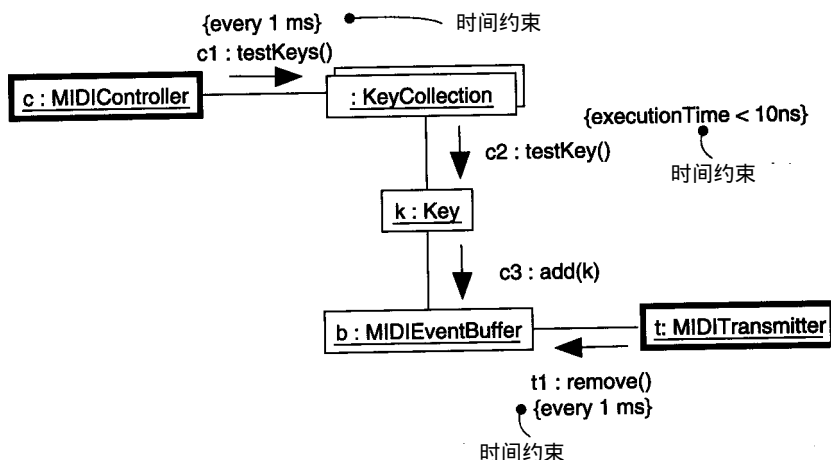 {every 1 ms}
时间约束
c1 : testKeys()
c : MIDIController
: KeyCollection
{executionTime < 10ns}
c2 : testKey()
时间约束
k : Key
c3 : add(k)
b : MIDIEventBuffer
t: MIDITransmitter
t1 : remove()
{every 1 ms}
时间约束